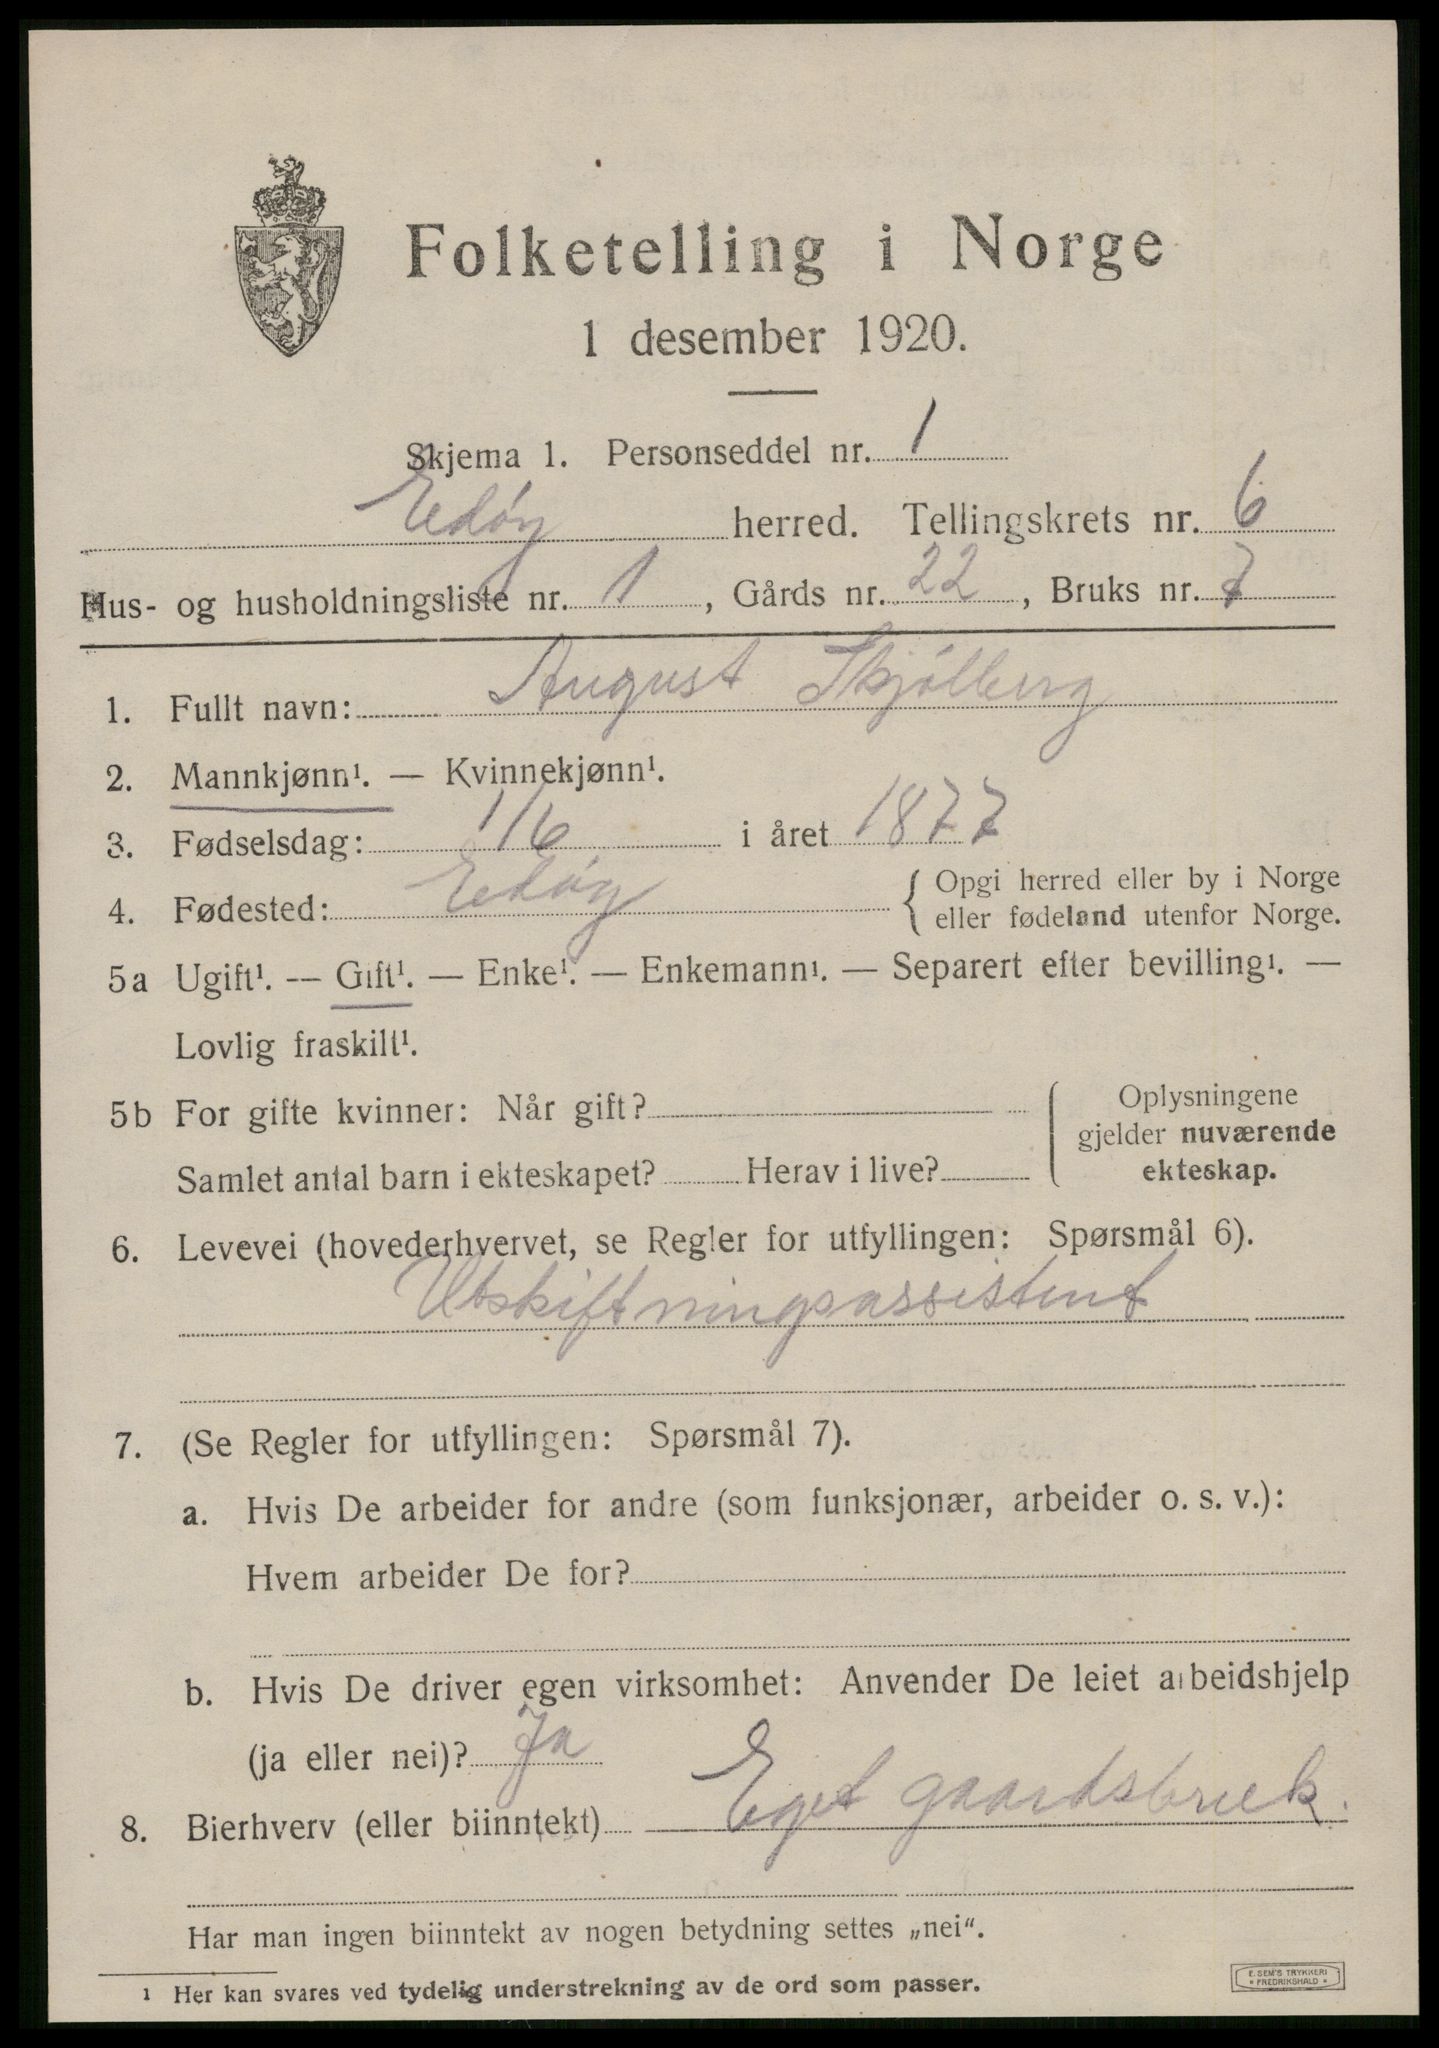 Folketelling i Norge
1 desember 1920.
Skjema 1. Personseddel nr. 1
Edøy herred. Tellingskrets nr. 6
Hus- og husholdningsliste nr. 1, Gårds nr. 22, Bruks nr. 7
1. Fullt navn: August Skjølberg
2. Mannkjønn¹. — Kvinnekjønn¹.
3. Fødselsdag: 1/6 i året 1877
4. Fødested: Edøy { Opgi herred eller by i Norge
eller fødeland utenfor Norge.
5a Ugift¹. — Gift¹. — Enke¹. — Enkemann¹. — Separert efter bevilling¹. —
Lovlig fraskilt¹.
5b For gifte kvinner: Når gift?
Samlet antal barn i ekteskapet? Herav i live?
Oplysningene
gjelder nuværende
ekteskap.
6. Levevei (hovederhvervet, se Regler for utfyllingen: Spørsmål 6).
Utskiftningsassistent
7. (Se Regler for utfyllingen: Spørsmål 7).
a. Hvis De arbeider for andre (som funksjonær, arbeider o. s. v.):
Hvem arbeider De for?
b. Hvis De driver egen virksomhet: Anvender De leiet arbeidshjelp
(ja eller nei)? Ja
8. Bierhverv (eller biinntekt) Eget gaardsbruk.
Har man ingen biinntekt av nogen betydning settes „nei“.
1 Her kan svares ved tydelig understrekning av de ord som passer.
E. SEM'S TRYKKERI
* FREDRIKSHALD *